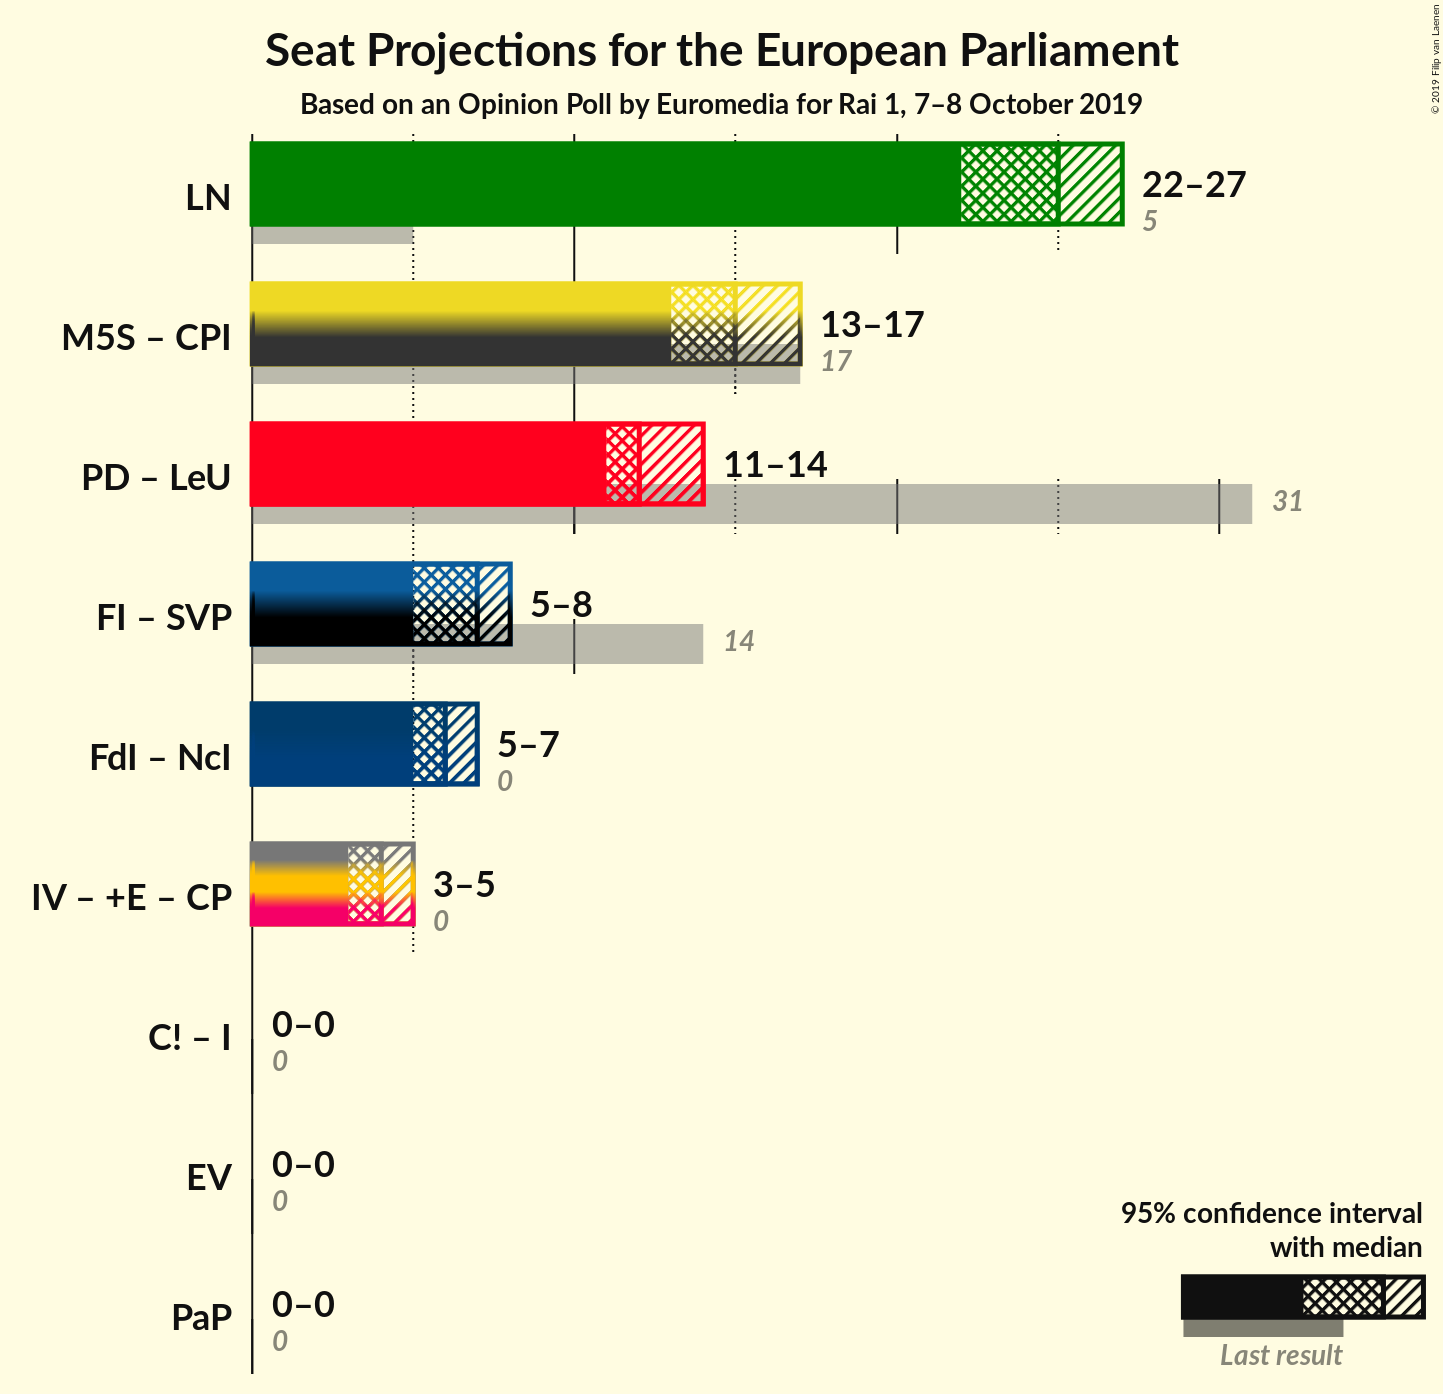 Seat Projections for the European Parliament
Based on an Opinion Poll by Euromedia for Rai 1, 7–8 October 2019
© 2019 Filip van Laenen
LN
22–27
5
M5S – CPI
13–17
17
PD – LeU
11–14
31
FI – SVP
5–8
14
FdI – NcI
5–7
0
IV – +E – CP
3–5
0
C! – I
0–0
0
EV
0–0
0
PaP
0–0
0
95% confidence interval
with median
Last result